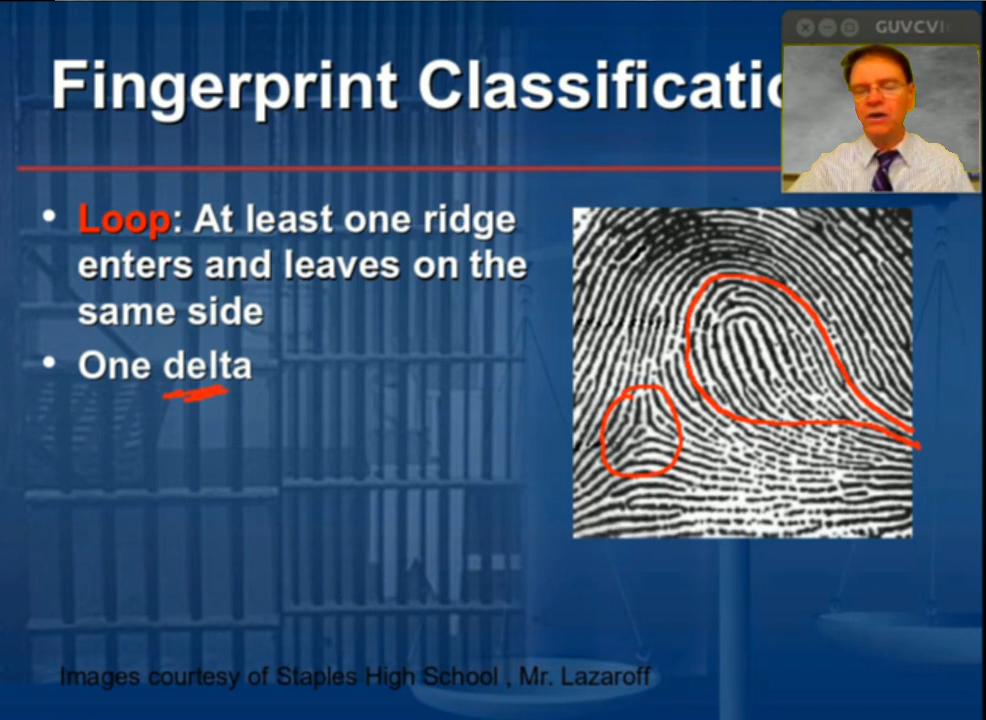 Fingerprint Classificatio
GUVCVI
• Loop: At least one ridge
enters and leaves on the
same side
• One delta
Images courtesy of Staples High School , Mr. Lazaroff